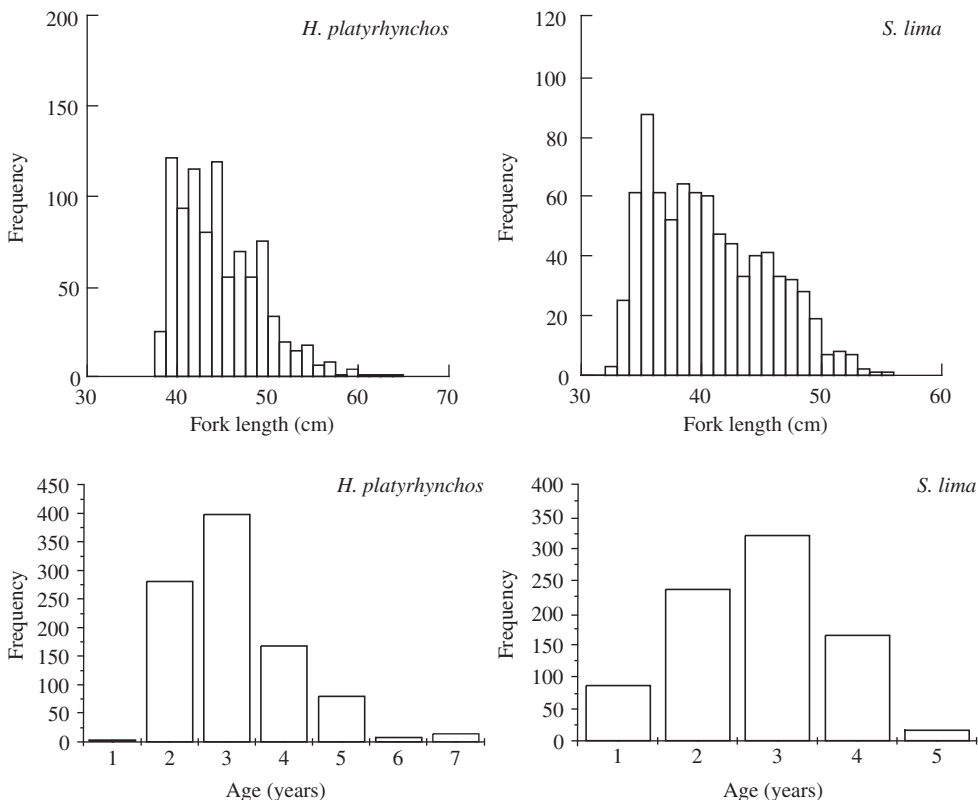 H. platyrhynchos
200
150
100
50
0
Frequency
30 40 50 60 70
Fork length (cm)
S. lima
120
100
80
60
40
20
0
Frequency
30 40 50 60
Fork length (cm)
H. platyrhynchos
450
400
350
300
250
200
150
100
50
0
Frequency
1 2 3 4 5 6 7
Age (years)
S. lima
400
350
300
250
200
150
100
50
0
Frequency
1 2 3 4 5
Age (years)